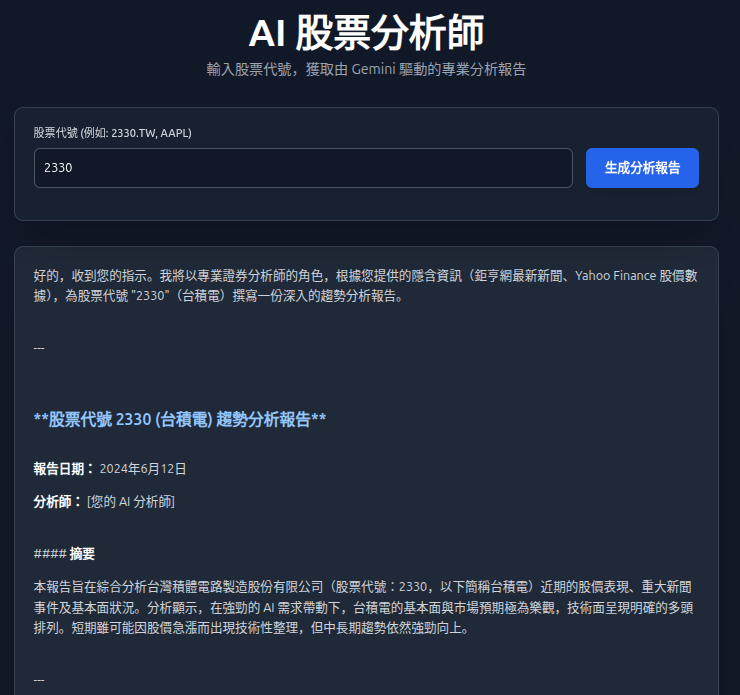 AI 股票分析師
輸入股票代號，獲取由 Gemini 驅動的專業分析報告
股票代號 (例如: 2330.TW, AAPL)
2330
生成分析報告
好的，收到您的指示。我將以專業證券分析師的角色，根據您提供的隱含資訊（鉅亨網最新新聞、Yahoo Finance 股價數
據），為股票代號 "2330"（台積電）撰寫一份深入的趨勢分析報告。
---
**股票代號 2330 (台積電) 趨勢分析報告**
報告日期： 2024年6月12日
分析師： [您的 AI 分析師]
#### 摘要
本報告旨在綜合分析台灣積體電路製造股份有限公司（股票代號：2330，以下簡稱台積電）近期的股價表現、重大新聞
事件及基本面狀況。分析顯示，在強勁的 AI 需求帶動下，台積電的基本面與市場預期極為樂觀，技術面呈現明確的多頭
排列。短期雖可能因股價急漲而出現技術性整理，但中長期趨勢依然強勁向上。
---